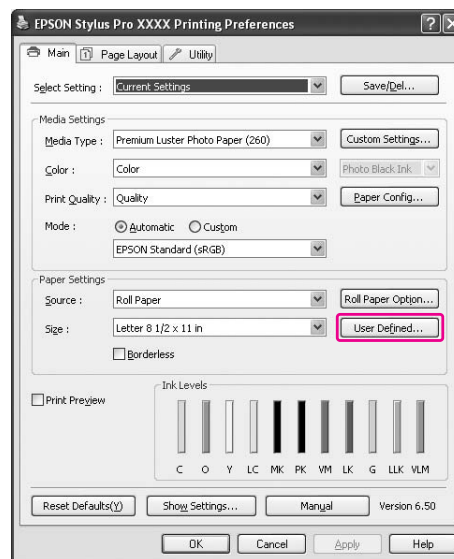 EPSON Stylus Pro XXXX Printing Preferences
Main Page Layout Utility
Select Setting : Current Settings Save/Del...
Media Settings
Media Type : Premium Luster Photo Paper (260) Custom Settings...
Color : Color Photo Black Ink
Print Quality : Quality Paper Config...
Mode : Automatic Custom
EPSON Standard (sRGB)
Paper Settings
Source : Roll Paper Roll Paper Option...
Size : Letter 8 1/2 x 11 in User Defined...
Borderless
Print Preview
Ink Levels
C O Y LC MK PK VM LK G LLK VLM
Reset Defaults(Y) Show Settings... Manual Version 6.50
OK Cancel Apply Help